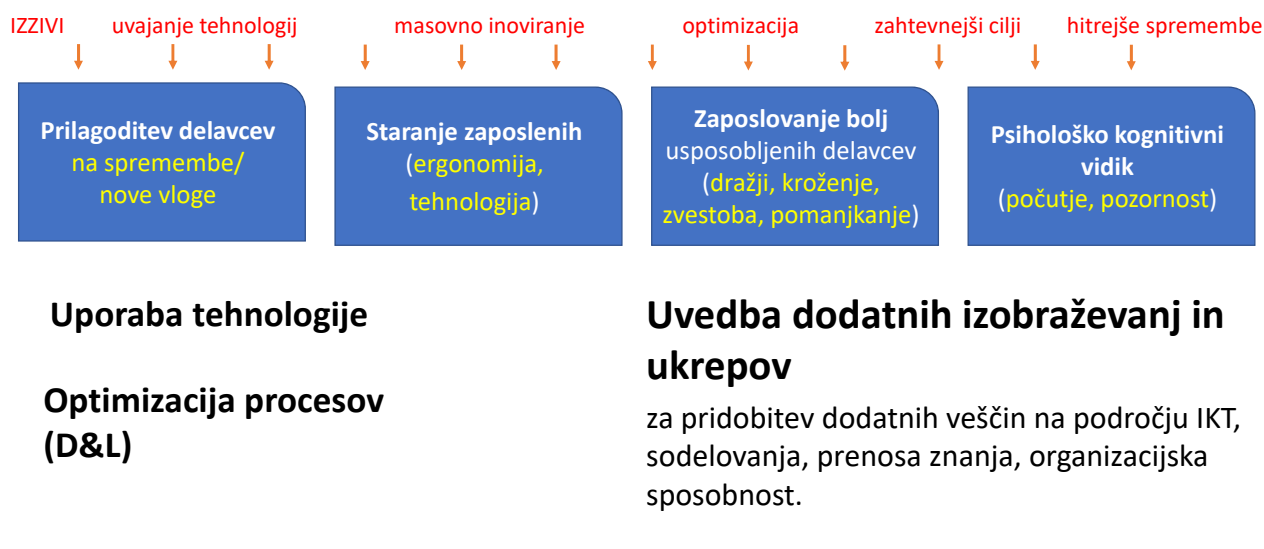 IZZIVI uvajanje tehnologij masovno inoviranje optimizacija zahtevnejši cilji hitrejše spremembe
Prilagoditev delavcev
na spremembe/
nove vloge
Staranje zaposlenih
(ergonomija,
tehnologija)
Zaposlovanje bolj
usposobljenih delavcev
(dražji, kroženje,
zvestoba, pomanjkanje)
Psihološko kognitivni
vidik
(počutje, pozornost)
Uporaba tehnologije
Optimizacija procesov
(D&L)
Uvedba dodatnih izobraževanj in
ukrepov
za pridobitev dodatnih veščin na področju IKT,
sodelovanja, prenosa znanja, organizacijska
sposobnost.